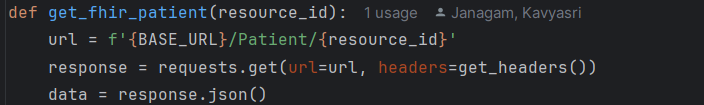 def get_fhir_patient(resource_id): 1 usage Janagam, Kavyasri
url = f'{BASE_URL}/Patient/{resource_id}'
response = requests.get(url=url, headers=get_headers())
data = response.json()